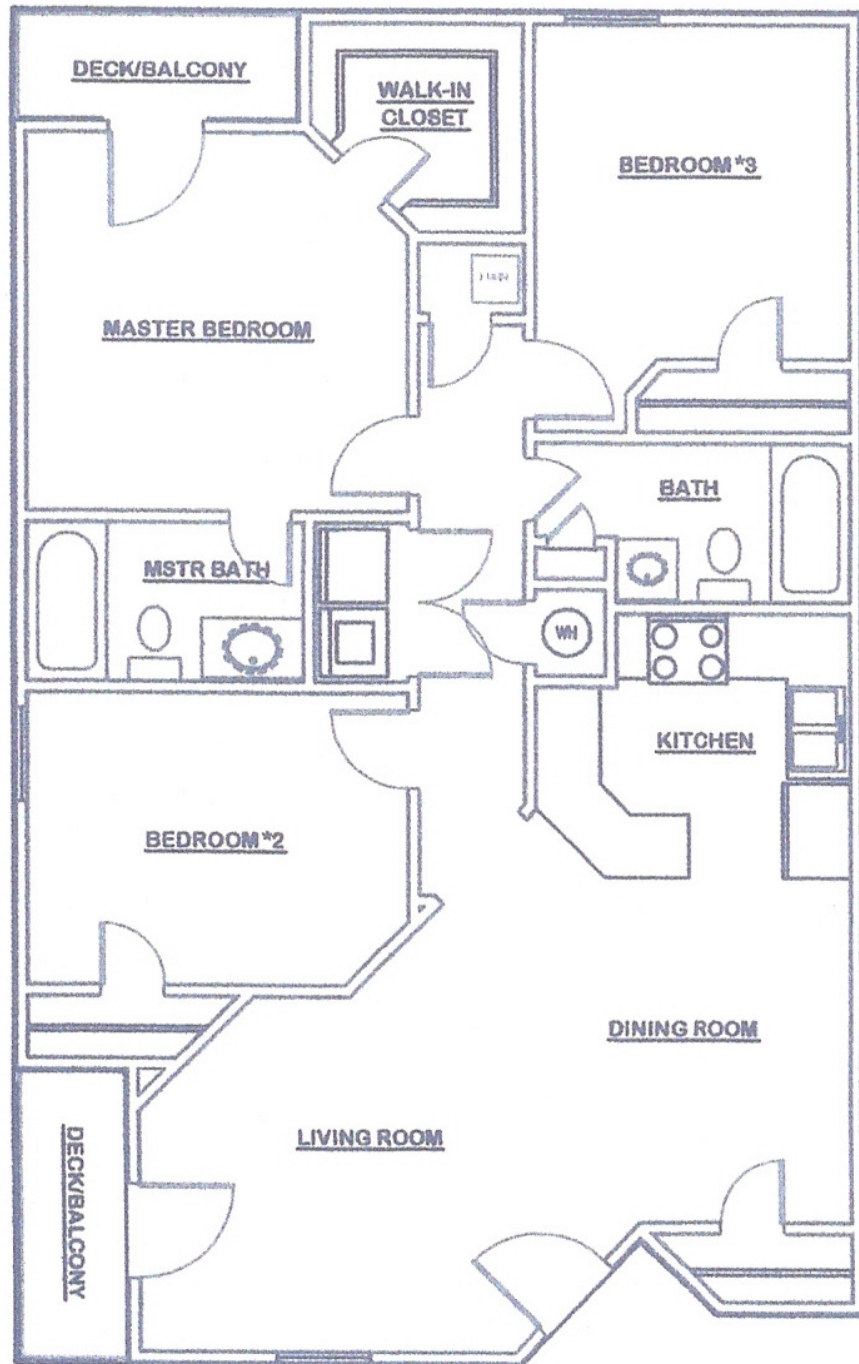 DECK/BALCONY
WALK-IN
CLOSET
BEDROOM *3
MASTER BEDROOM
BATH
MSTR BATH
WH
KITCHEN
BEDROOM *2
DINING ROOM
LIVING ROOM
DECK/BALCONY